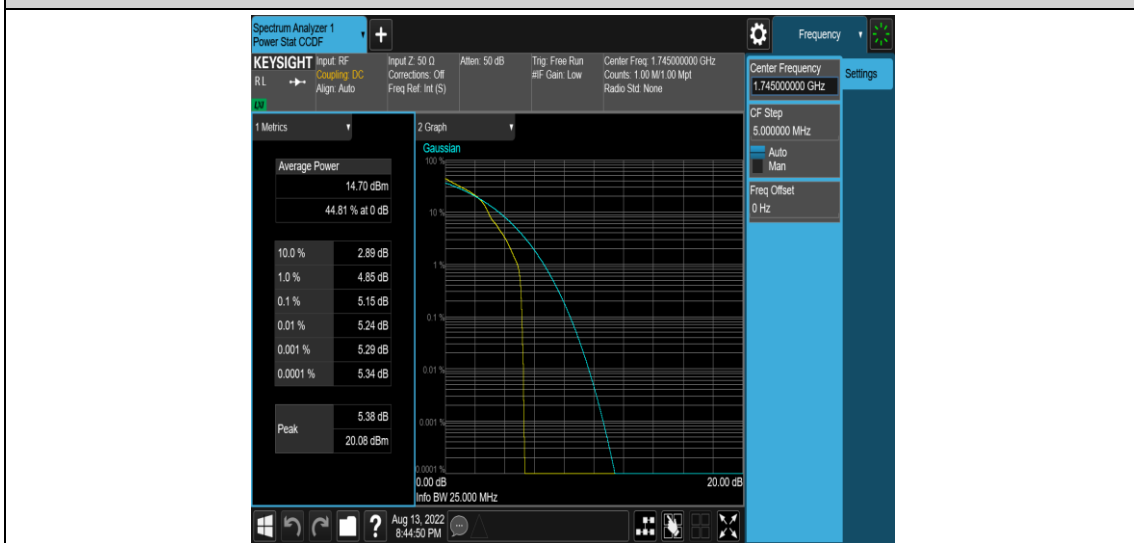 Spectrum Analyzer 1
Power Stat CCDF
+
Frequency
KEYSIGHT
RL
LXI
Input: RF
Coupling: DC
Align: Auto
Input Z: 50 Ω
Corrections: Off
Freq Ref: Int (S)
Atten: 50 dB
Trig: Free Run
#IF Gain: Low
Center Freq: 1.745000000 GHz
Counts: 1.00 M/1.00 Mpt
Radio Std: None
Center Frequency
1.745000000 GHz
Settings
CF Step
5.000000 MHz
Auto
Man
Freq Offset
0 Hz
1 Metrics
Average Power
14.70 dBm
44.81 % at 0 dB
10.0 % 2.89 dB
1.0 % 4.85 dB
0.1 % 5.15 dB
0.01 % 5.24 dB
0.001 % 5.29 dB
0.0001 % 5.34 dB
Peak
5.38 dB
20.08 dBm
2 Graph
Gaussian
100 %
10 %
1 %
0.1 %
0.01 %
0.001 %
0.0001 %
0.00 dB 20.00 dB
Info BW 25.000 MHz
?
Aug 13, 2022
8:44:50 PM